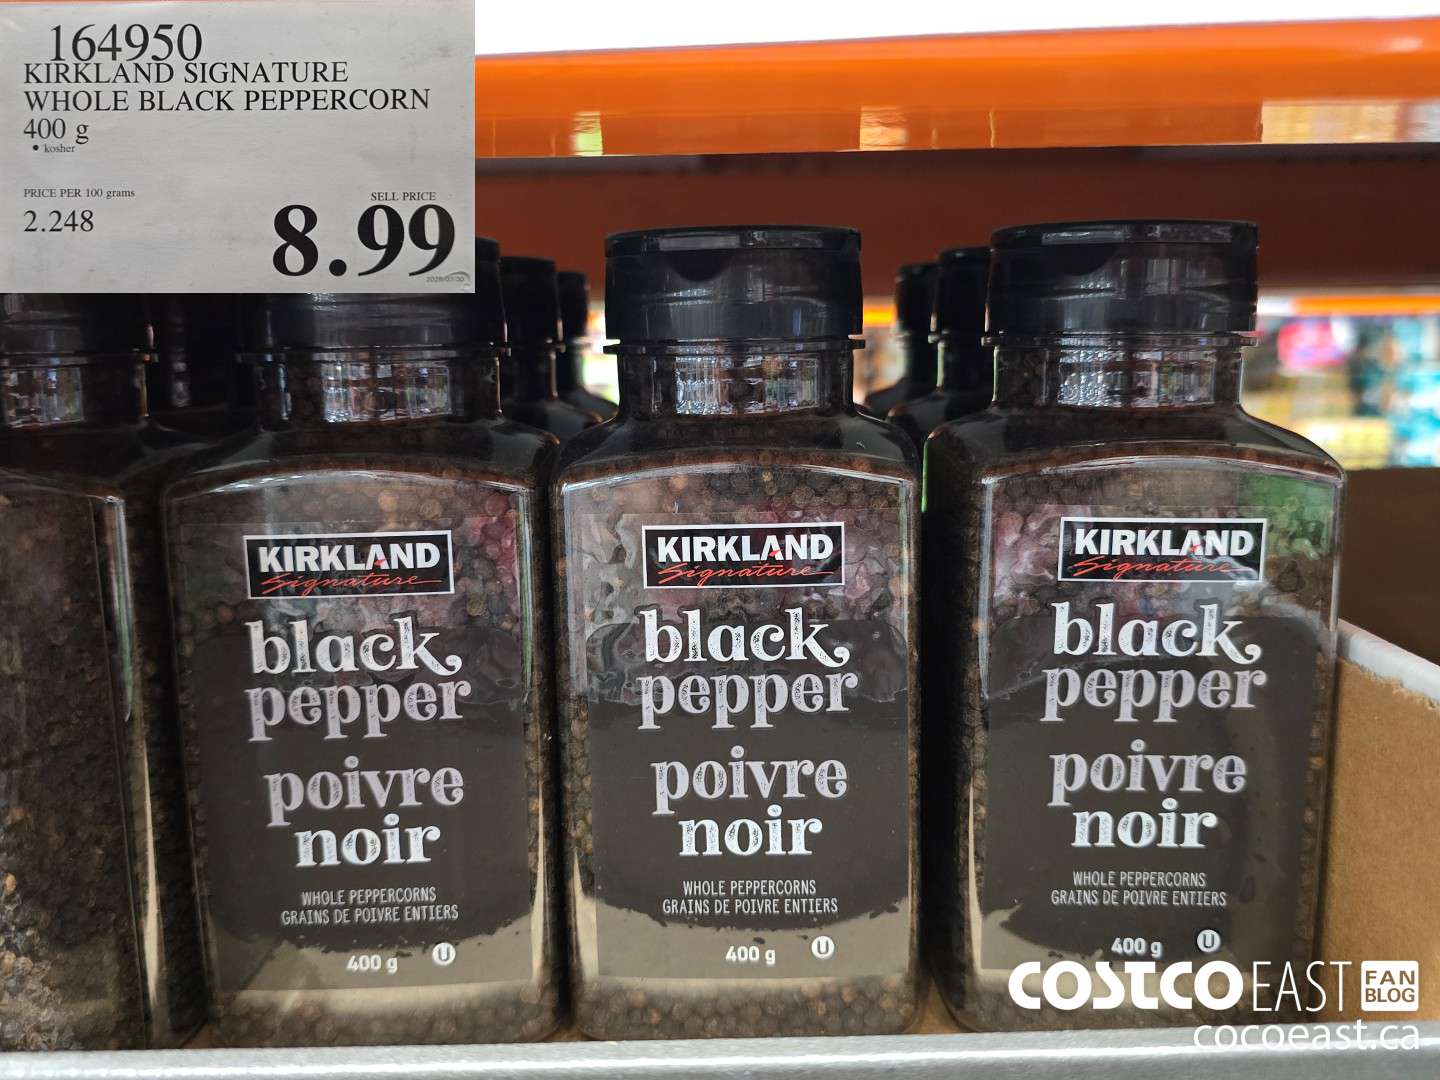 164950
KIRKLAND SIGNATURE
WHOLE BLACK PEPPERCORN
400 g
• kosher
PRICE PER 100 grams
2.248
SELL PRICE
8.99
KIRKLAND
Signature
black
pepper
poivre
noir
WHOLE PEPPERCORNS
GRAINS DE POIVRE ENTIERS
400 g
U
KIRKLAND
Signature
black
pepper
poivre
noir
WHOLE PEPPERCORNS
GRAINS DE POIVRE ENTIERS
400 g
U
KIRKLAND
Signature
black
pepper
poivre
noir
WHOLE PEPPERCORNS
GRAINS DE POIVRE ENTIERS
400 g
U
COSTCO EAST FAN BLOG
cocoeast.ca